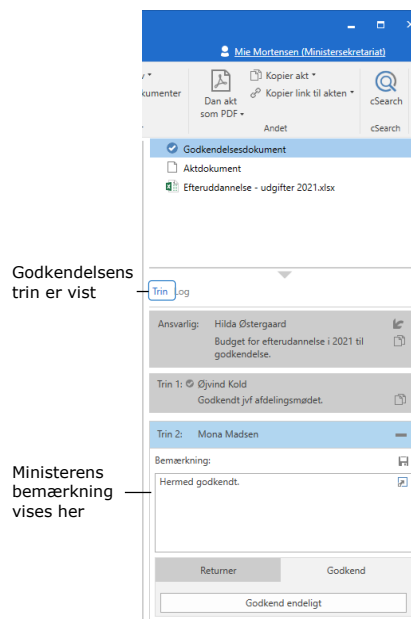 Mie Mortensen (Ministersekretariat)
kumenter
Dan akt
som PDF
Kopier akt
Kopier link til akten
Andet
cSearch
cSearch
Godkendelsesdokument
Aktdokument
Efteruddannelse - udgifter 2021.xlsx
Godkendelsens
trin er vist
Trin Log
Ansvarlig: Hilda Østergaard
Budget for efterudannelse i 2021 til
godkendelse.
Trin 1: Øjvind Kold
Godkendt jvf afdelingsmødet.
Trin 2: Mona Madsen
Bemærkning:
Hermed godkendt.
Ministerens
bemærkning
vises her
Returner
Godkend
Godkend endeligt